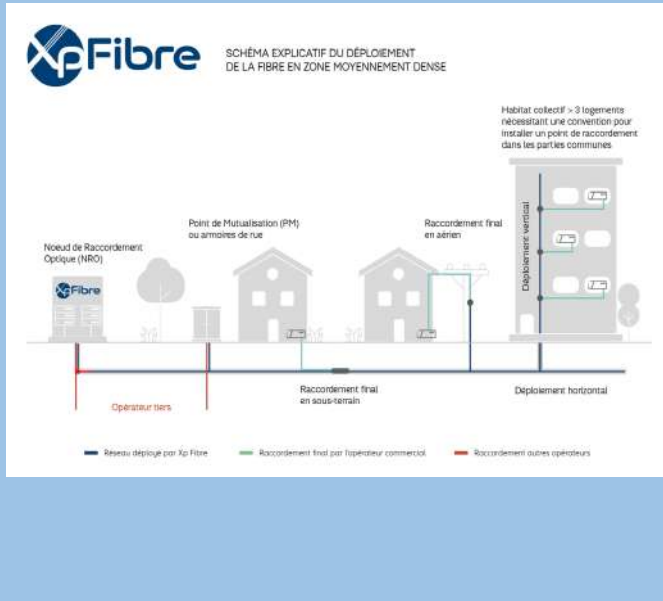 XpFibre
SCHÉMA EXPLICATIF DU DÉPLOIEMENT
DE LA FIBRE EN ZONE MOYENNEMENT DENSE
Habitat collectif > 3 logements
nécessitant une convention pour
installer un point de raccordement
dans les parties communes
Point de Mutualisation (PM)
ou armoires de rue
Raccordement final
en aérien
Déploiement vertical
Noeud de Raccordement
Optique (NRO)
XpFibre
Opérateur tiers
Raccordement final
en sous-terrain
Déploiement horizontal
Réseau déployé par Xp Fibre
Raccordement final par l'opérateur commercial
Raccordement autres opérateurs